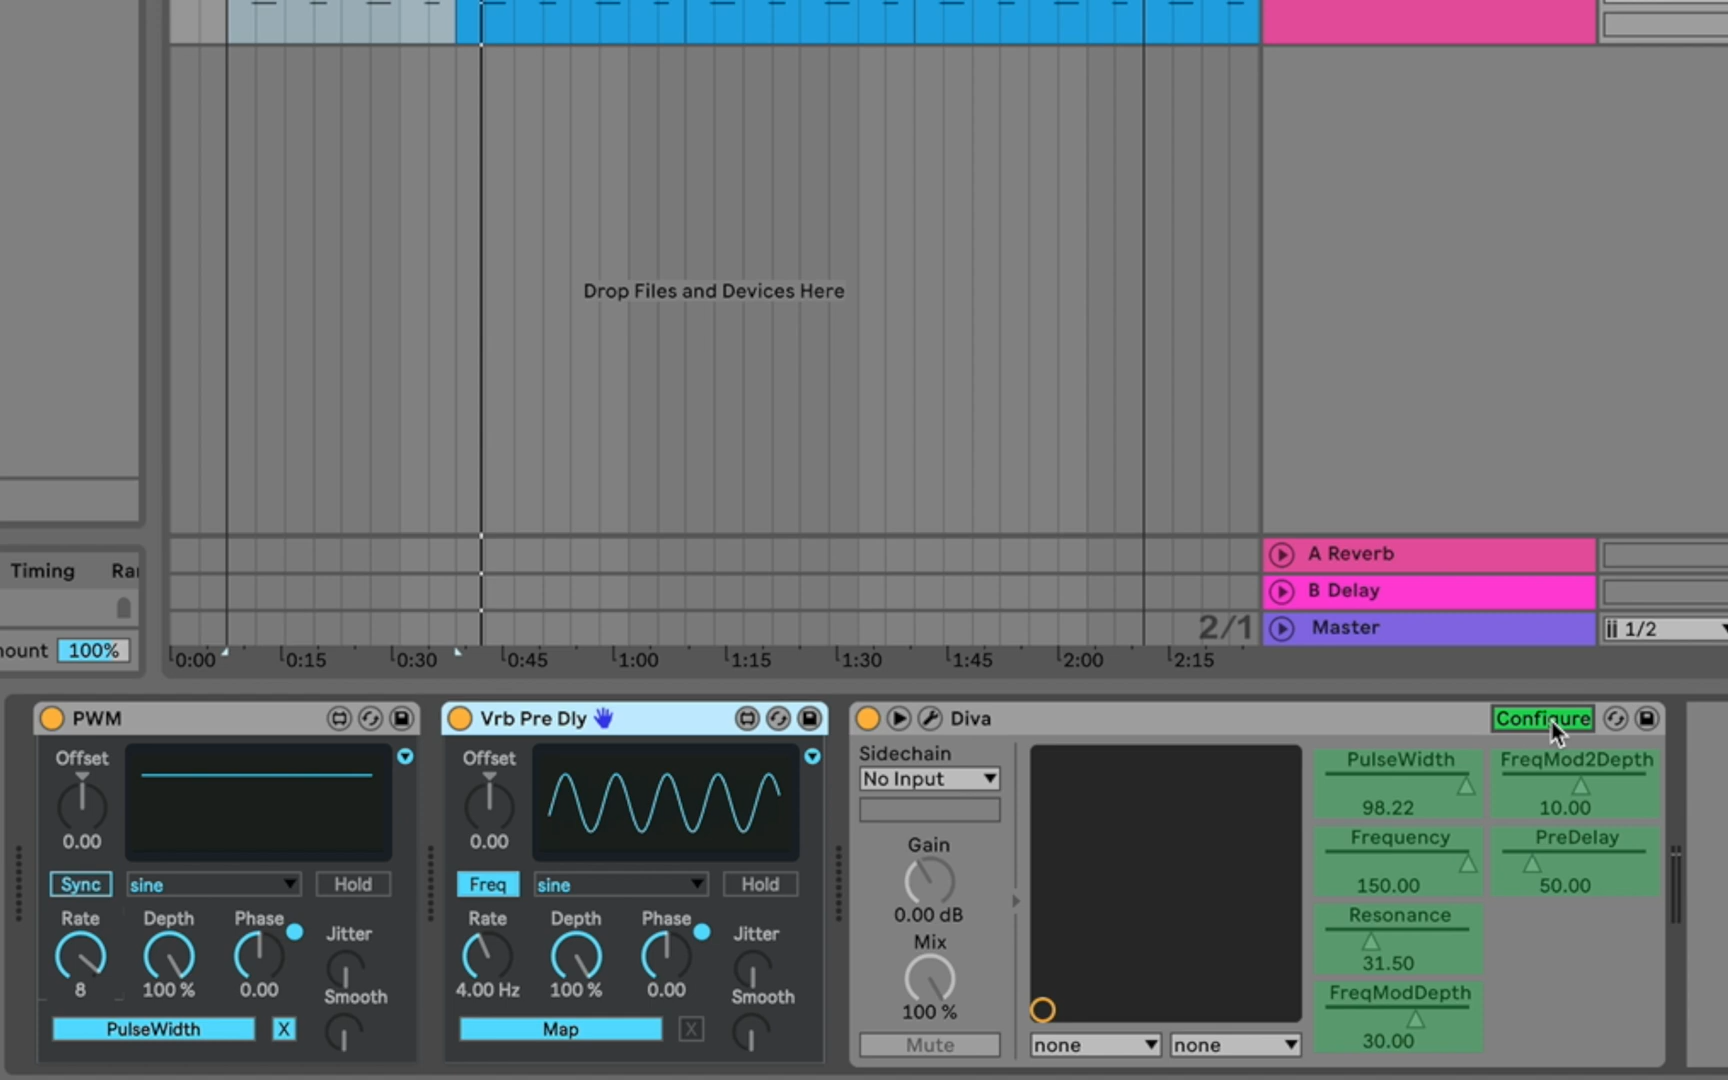 Drop Files and Devices Here
A Reverb
B Delay
2/1
Master
1/2
Timing
Ra
ount 100%
0:00 0:15 0:30 0:45 1:00 1:15 1:30 1:45 2:00 2:15
PWM
Offset
0.00
Sync sine Hold
Rate Depth Phase Jitter
8 100 % 0.00 Smooth
PulseWidth X
Vrb Pre Dly
Offset
0.00
Freq sine Hold
Rate Depth Phase Jitter
4.00 Hz 100 % 0.00 Smooth
Map X
Diva
Configure
Sidechain
No Input
Gain
0.00 dB
Mix
100 %
Mute
none none
PulseWidth
98.22
Frequency
150.00
Resonance
31.50
FreqModDepth
30.00
FreqMod2Depth
10.00
PreDelay
50.00